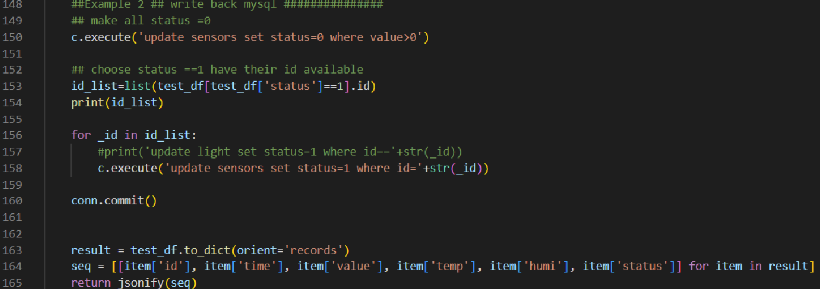 148 ##Example 2 ## write back mysql ###############
149 ## make all status =0
150 c.execute('update sensors set status=0 where value>0')
151
152 ## choose status ==1 have their id available
153 id_list=list(test_df[test_df['status']==1].id)
154 print(id_list)
155
156 for _id in id_list:
157 #print('update light set status=1 where id=='+str(_id))
158 c.execute('update sensors set status=1 where id='+str(_id))
159
160 conn.commit()
161
162
163 result = test_df.to_dict(orient='records')
164 seq = [[item['id'], item['time'], item['value'], item['temp'], item['humi'], item['status']] for item in result]
165 return jsonify(seq)